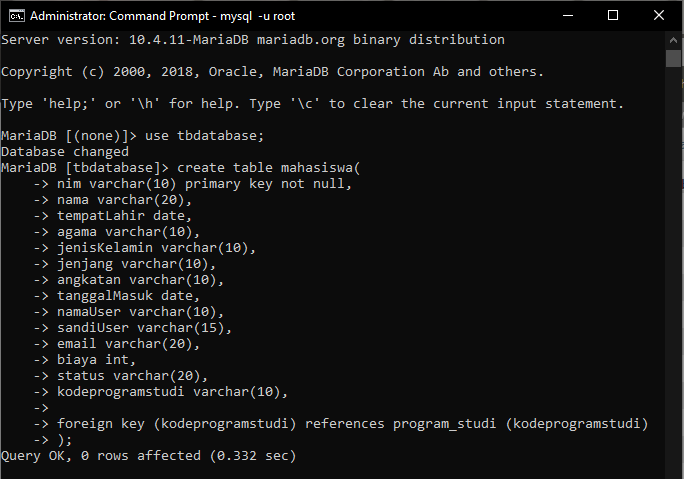 Administrator: Command Prompt - mysql  -u root
Server version: 10.4.11-MariaDB mariadb.org binary distribution
Copyright (c) 2000, 2018, Oracle, MariaDB Corporation Ab and others.
Type 'help;' or '\h' for help. Type '\c' to clear the current input statement.
MariaDB [(none)]> use tbdatabase;
Database changed
MariaDB [tbdatabase]> create table mahasiswa(
    -> nim varchar(10) primary key not null,
    -> nama varchar(20),
    -> tempatLahir date,
    -> agama varchar(10),
    -> jenisKelamin varchar(10),
    -> jenjang varchar(10),
    -> angkatan varchar(10),
    -> tanggalMasuk date,
    -> namaUser varchar(10),
    -> sandiUser varchar(15),
    -> email varchar(20),
    -> biaya int,
    -> status varchar(20),
    -> kodeprogramstudi varchar(10),
    ->
    -> foreign key (kodeprogramstudi) references program_studi (kodeprogramstudi)
    -> );
Query OK, 0 rows affected (0.332 sec)